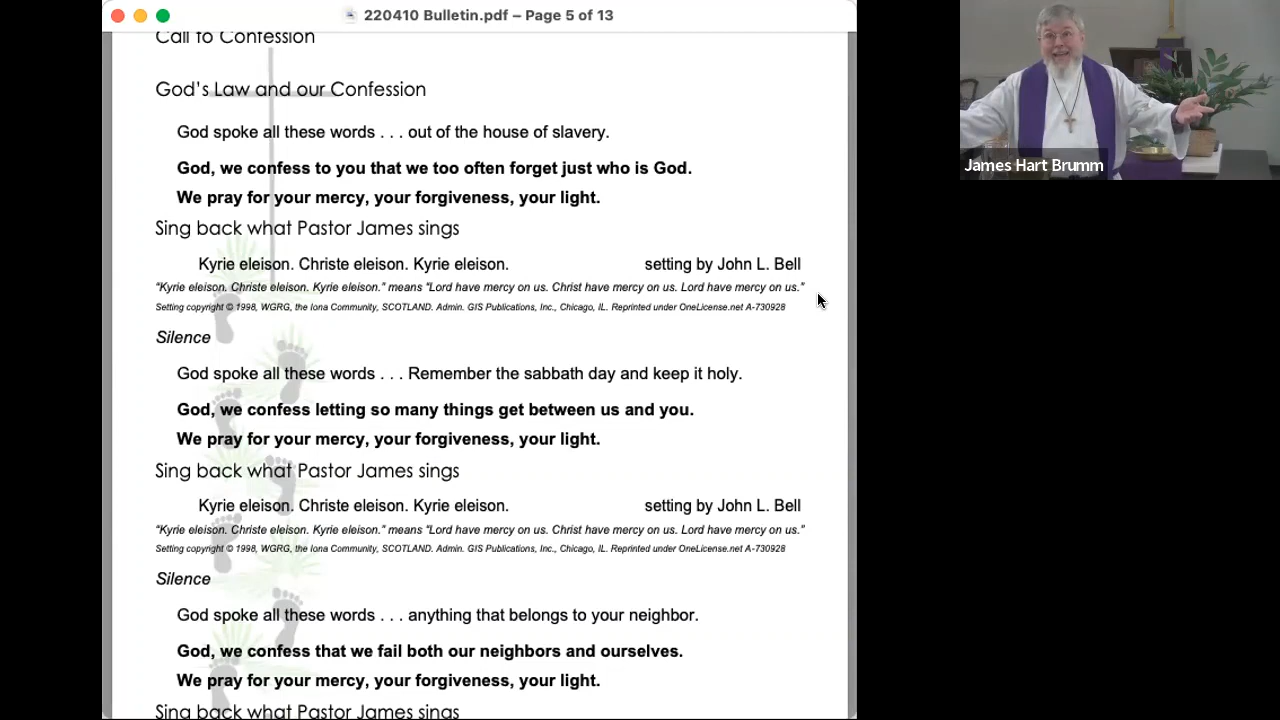 220410 Bulletin.pdf – Page 5 of 13
Call to Confession
God's Law and our Confession
God spoke all these words . . . out of the house of slavery.
God, we confess to you that we too often forget just who is God.
We pray for your mercy, your forgiveness, your light.
Sing back what Pastor James sings
Kyrie eleison. Christe eleison. Kyrie eleison. setting by John L. Bell
"Kyrie eleison. Christe eleison. Kyrie eleison." means "Lord have mercy on us. Christ have mercy on us. Lord have mercy on us."
Setting copyright © 1998, WGRG, the Iona Community, SCOTLAND. Admin. GIS Publications, Inc., Chicago, IL. Reprinted under OneLicense.net A-730928
Silence
God spoke all these words . . . Remember the sabbath day and keep it holy.
God, we confess letting so many things get between us and you.
We pray for your mercy, your forgiveness, your light.
Sing back what Pastor James sings
Kyrie eleison. Christe eleison. Kyrie eleison. setting by John L. Bell
"Kyrie eleison. Christe eleison. Kyrie eleison." means "Lord have mercy on us. Christ have mercy on us. Lord have mercy on us."
Setting copyright © 1998, WGRG, the Iona Community, SCOTLAND. Admin. GIS Publications, Inc., Chicago, IL. Reprinted under OneLicense.net A-730928
Silence
God spoke all these words . . . anything that belongs to your neighbor.
God, we confess that we fail both our neighbors and ourselves.
We pray for your mercy, your forgiveness, your light.
Sing back what Pastor James sings
James Hart Brumm